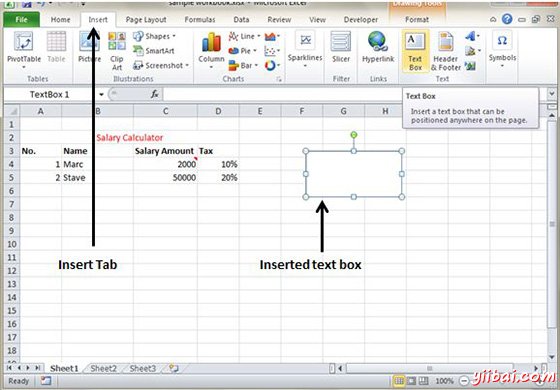 sample workbook.xlsx - Microsoft Excel
Drawing Tools
File Home Insert Page Layout Formulas Data Review View Developer Format
PivotTable Table Picture Clip Art Shapes SmartArt Screenshot Column Line Pie Bar Sparklines Slicer Hyperlink Text Box Header & Footer Symbols
Tables Illustrations Charts Filter Links Text
TextBox 1 fx
Text Box
Insert a text box that can be
positioned anywhere on the page.
A B C D E F G H
1
2 Salary Calculator
3 No. Name Salary Amount Tax
4 1 Marc 2000 10%
5 2 Stave 50000 20%
6
7
8
9
10
11 Insert Tab Inserted text box
12
13
14
15
16
17
18
Sheet1 Sheet2 Sheet3
Ready 100%
yiibai.com